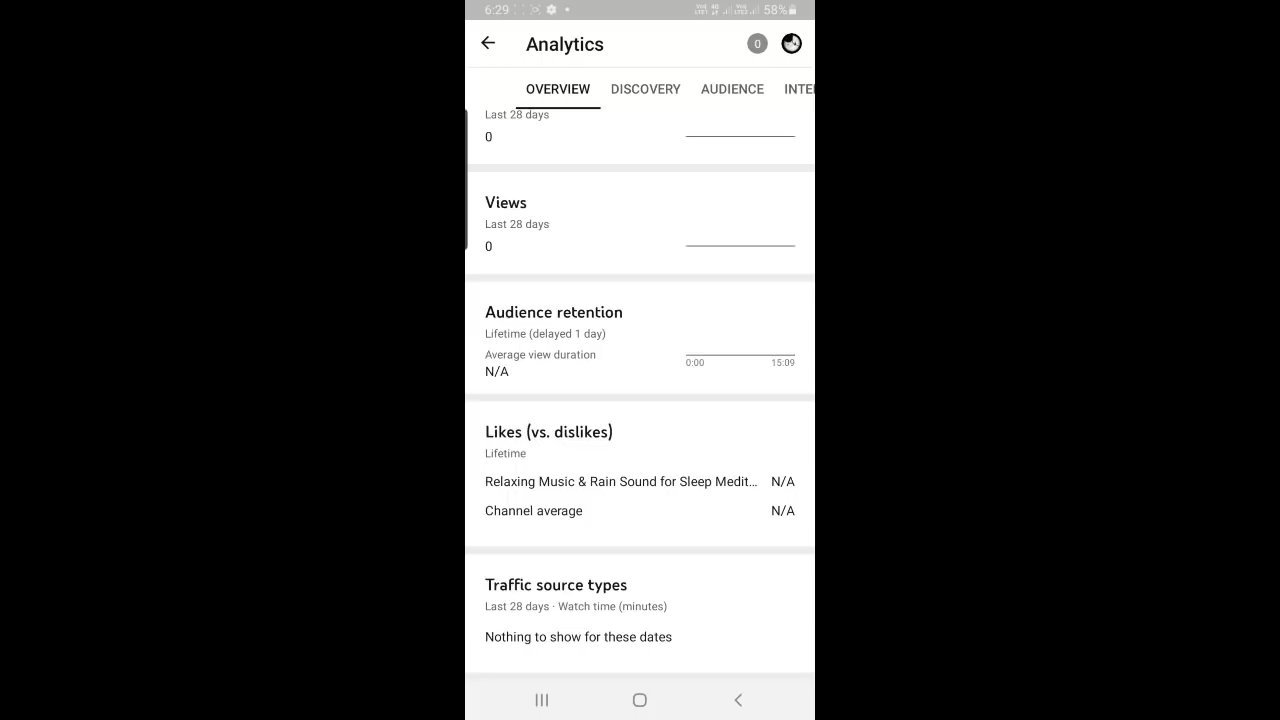 6:29 58%
Analytics 0
OVERVIEW DISCOVERY AUDIENCE INTE
Last 28 days
0
Views
Last 28 days
0
Audience retention
Lifetime (delayed 1 day)
Average view duration
N/A
0:00 15:09
Likes (vs. dislikes)
Lifetime
Relaxing Music & Rain Sound for Sleep Medit... N/A
Channel average N/A
Traffic source types
Last 28 days · Watch time (minutes)
Nothing to show for these dates